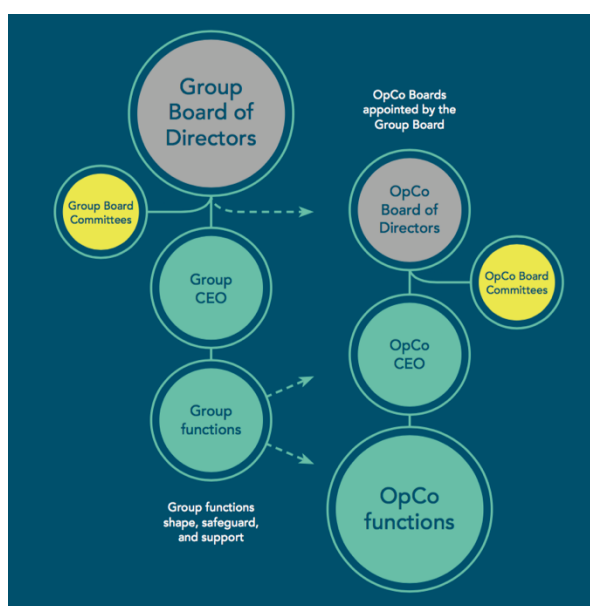 Group
Board of
Directors
OpCo Boards
appointed by the
Group Board
Group Board
Committees
OpCo
Board of
Directors
Group
CEO
OpCo Board
Committees
OpCo
CEO
Group
functions
OpCo
functions
Group functions
shape, safeguard,
and support